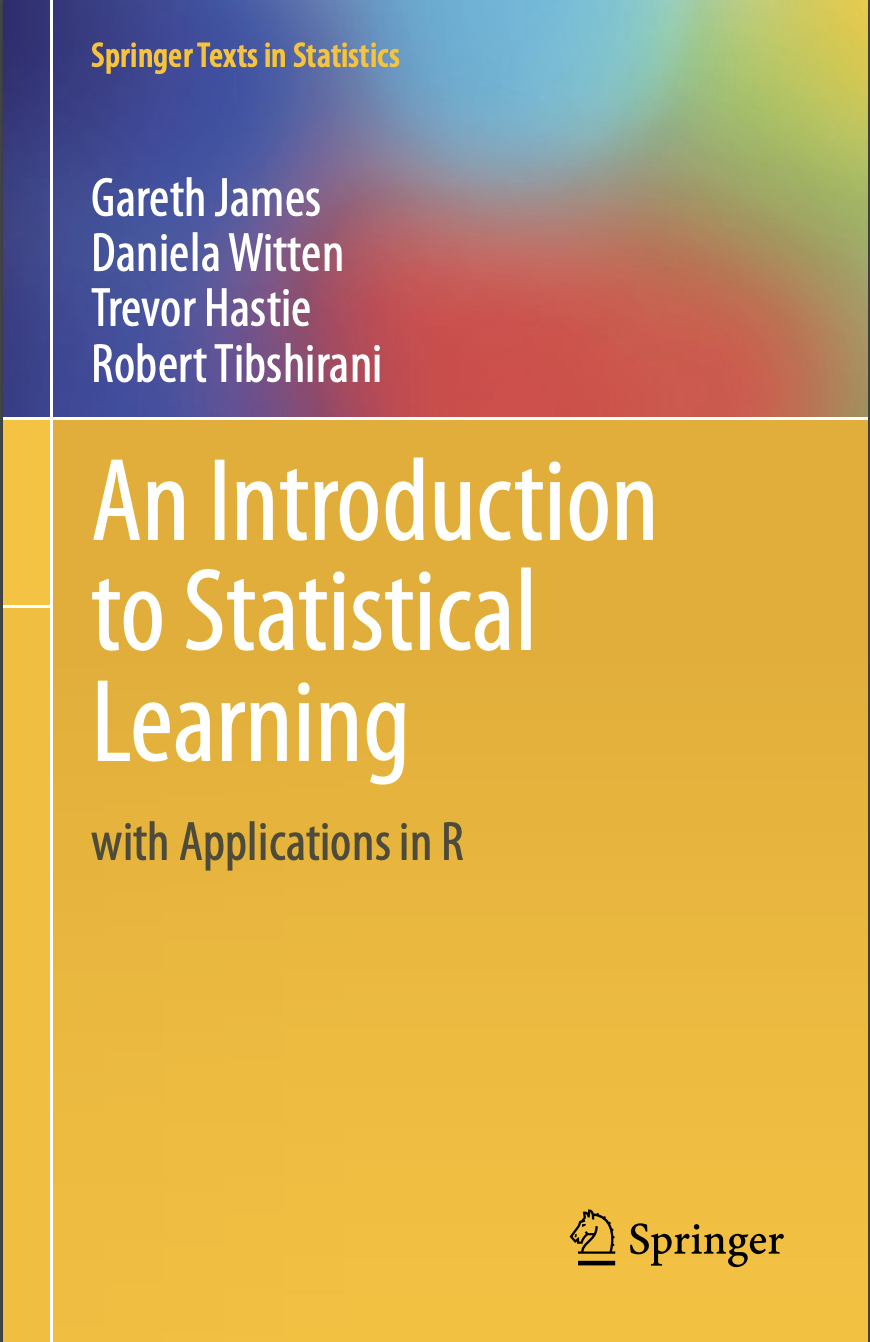 Springer Texts in Statistics
Gareth James
Daniela Witten
Trevor Hastie
Robert Tibshirani
An Introduction
to Statistical
Learning
with Applications in R
Springer